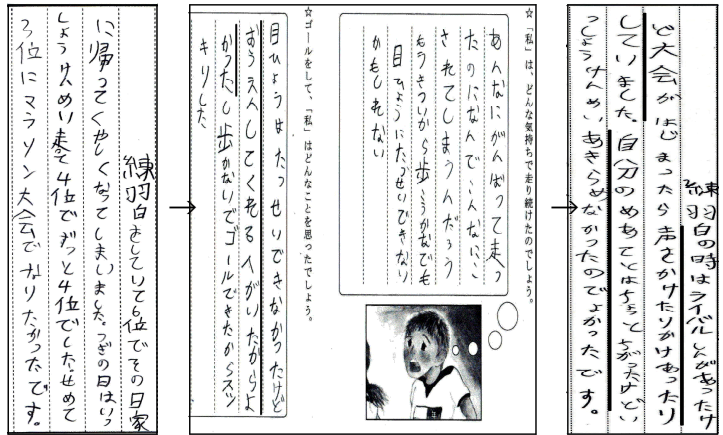 練習をしていて6位でその日家
に帰ってくやしくなってしまいました。つぎの日はいっ
しょうけんめい走って4位でずっと4位でした。せめて
3位にマラソン大会でなりたかったです。
☆「私」は、どんな気持ちで走り続けたのでしょう。
あんなにがんばって走っ
たのになんでこんなにこ
されてしまうんだろう
もうきついから歩こうかなでも
目ひょうにたっせいできない
かもしれない
☆ゴールをして、「私」はどんなことを思ったでしょう。
目ひょうはたっせいできなかったけど
おうえんしてくれる人がいたからよ
かったし歩かないでゴールできたからスッ
キリした、
練習の時はライバルしんがあったけ
ど大会がはじまったら声をかけたりかけあったり
していました。自分のめあてとはちょっとちがったけどい
っしょうけんめいあきらめなかったのでよかったです。